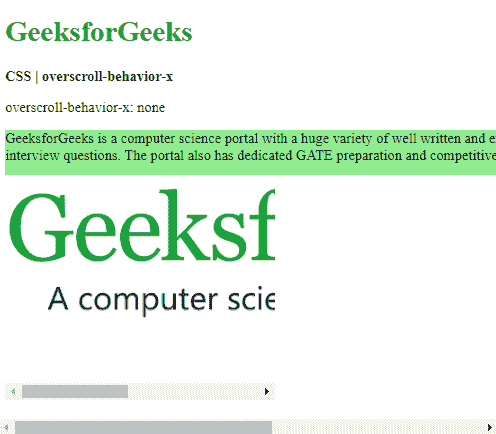 GeeksforGeeks
CSS | overscroll-behavior-x
overscroll-behavior-x: none
GeeksforGeeks is a computer science portal with a huge variety of well written and e
interview questions. The portal also has dedicated GATE preparation and competitive
Geeksf
A computer scie